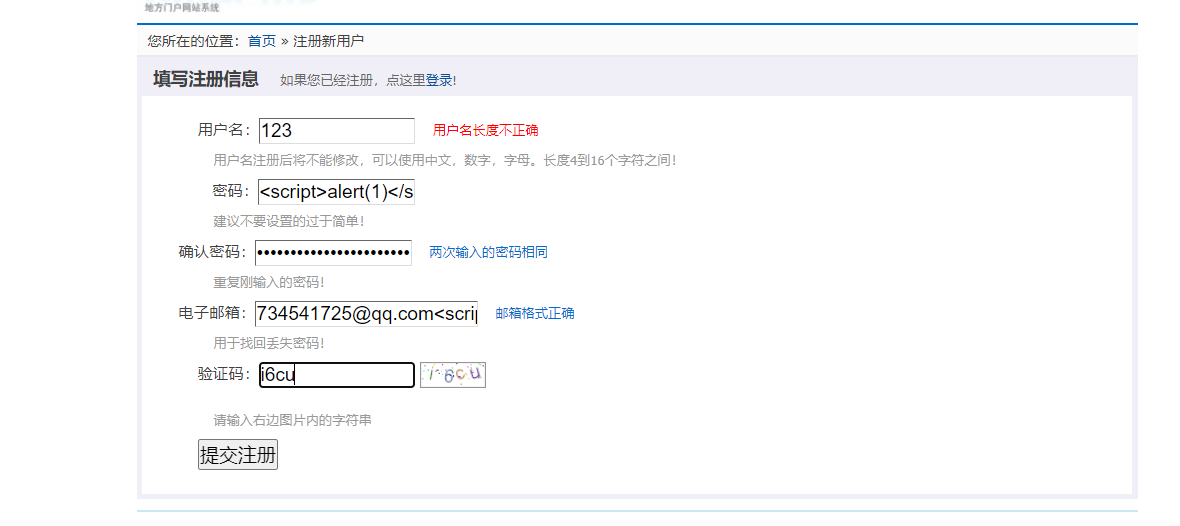 地方门户网站系统
您所在的位置：首页 » 注册新用户
填写注册信息 如果您已经注册，点这里登录!
用户名： 123 用户名长度不正确
用户名注册后将不能修改，可以使用中文，数字，字母。长度4到16个字符之间!
密码： <script>alert(1)</s
建议不要设置的过于简单!
确认密码： ••••••••••••••••••••••• 两次输入的密码相同
重复刚输入的密码!
电子邮箱： 734541725@qq.com<scrip 邮箱格式正确
用于找回丢失密码!
验证码： i6cu i6cu
请输入右边图片内的字符串
提交注册